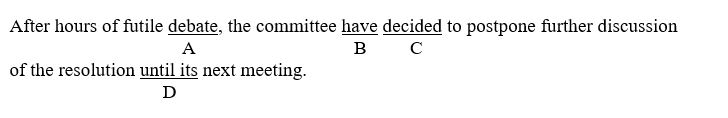 After hours of futile debate, the committee have decided to postpone further discussion
A B C
of the resolution until its next meeting.
D